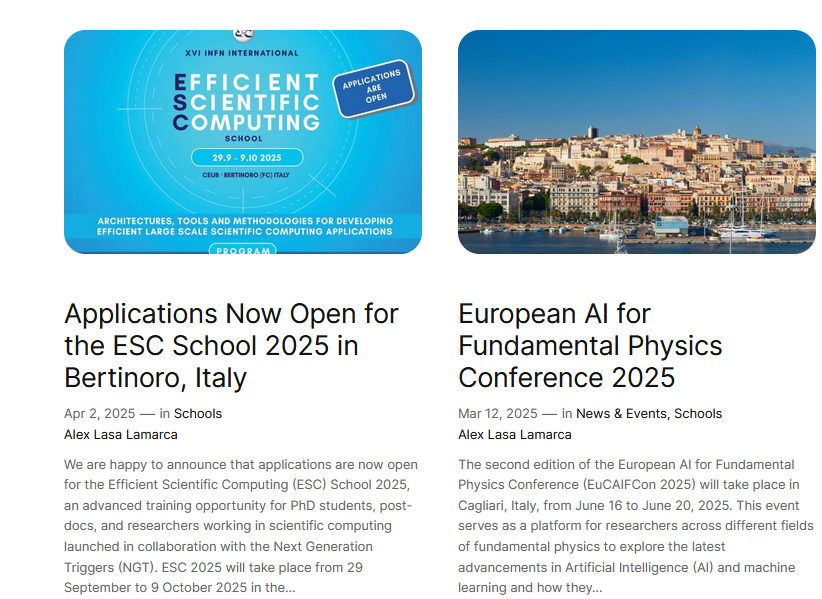 XVI INFN INTERNATIONAL
EFFICIENT
SCIENTIFIC
COMPUTING
SCHOOL
APPLICATIONS
ARE
OPEN
29.9 - 9.10 2025
CEUB · BERTINORO (FC) ITALY
ARCHITECTURES, TOOLS AND METHODOLOGIES FOR DEVELOPING
EFFICIENT LARGE SCALE SCIENTIFIC COMPUTING APPLICATIONS
PROGRAM
Applications Now Open for
the ESC School 2025 in
Bertinoro, Italy
Apr 2, 2025 — in Schools
Alex Lasa Lamarca
We are happy to announce that applications are now open
for the Efficient Scientific Computing (ESC) School 2025,
an advanced training opportunity for PhD students, post-
docs, and researchers working in scientific computing
launched in collaboration with the Next Generation
Triggers (NGT). ESC 2025 will take place from 29
September to 9 October 2025 in the...
European AI for
Fundamental Physics
Conference 2025
Mar 12, 2025 — in News & Events, Schools
Alex Lasa Lamarca
The second edition of the European AI for Fundamental
Physics Conference (EuCAIFCon 2025) will take place in
Cagliari, Italy, from June 16 to June 20, 2025. This event
serves as a platform for researchers across different fields
of fundamental physics to explore the latest
advancements in Artificial Intelligence (AI) and machine
learning and how they...